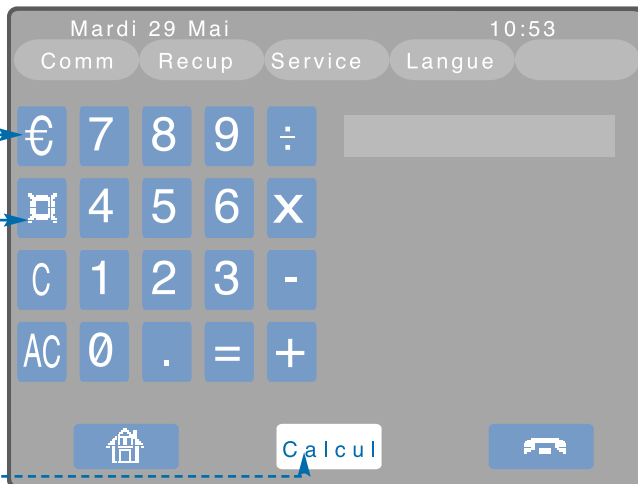 Mardi 29 Mai 10:53
Comm Recup Service Langue
€ 7 8 9 ÷
¤ 4 5 6 X
C 1 2 3 -
AC 0 . = +
Calcul